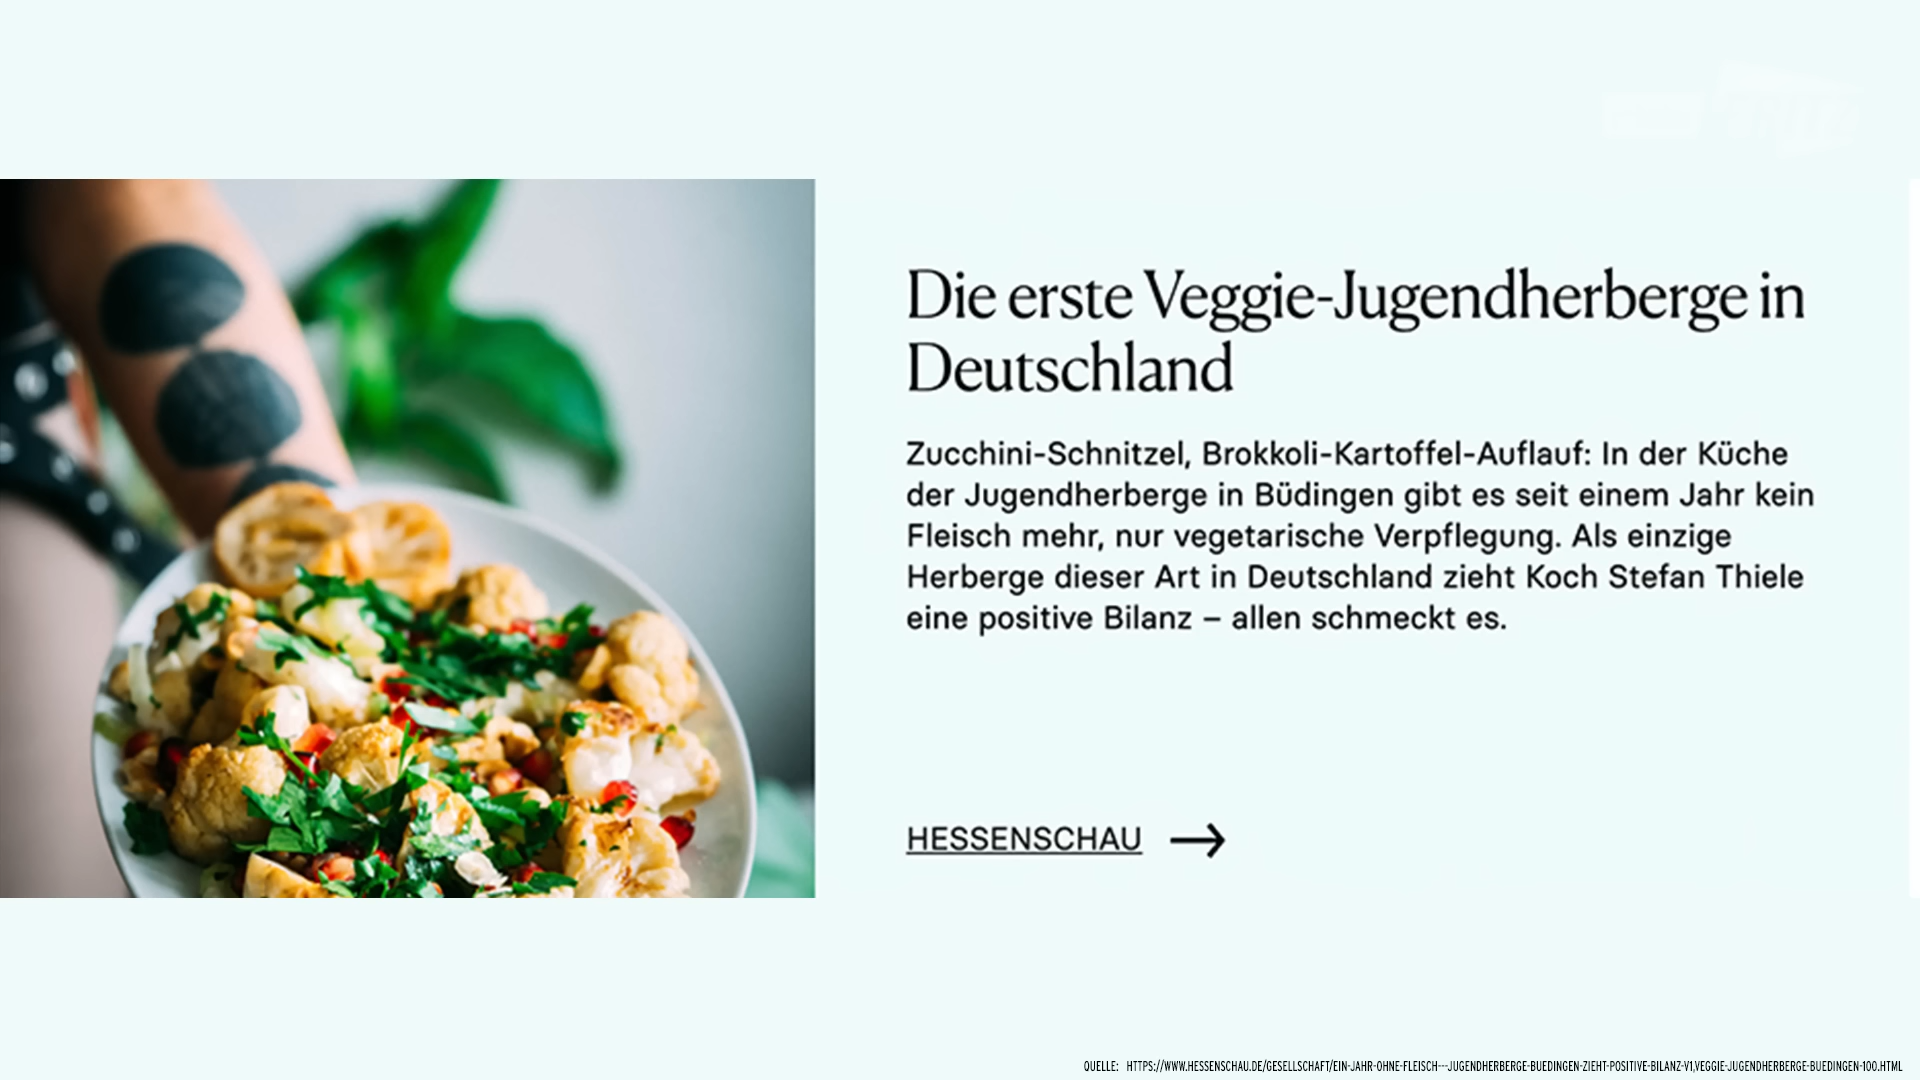 Die erste Veggie-Jugendherberge in
Deutschland
Zucchini-Schnitzel, Brokkoli-Kartoffel-Auflauf: In der Küche
der Jugendherberge in Büdingen gibt es seit einem Jahr kein
Fleisch mehr, nur vegetarische Verpflegung. Als einzige
Herberge dieser Art in Deutschland zieht Koch Stefan Thiele
eine positive Bilanz – allen schmeckt es.
HESSENSCHAU →
QUELLE: HTTPS://WWW.HESSENSCHAU.DE/GESELLSCHAFT/EIN-JAHR-OHNE-FLEISCH---JUGENDHERBERGE-BUEDINGEN-ZIEHT-POSITIVE-BILANZ-V1,VEGGIE-JUGENDHERBERGE-BUEDINGEN-100.HTML